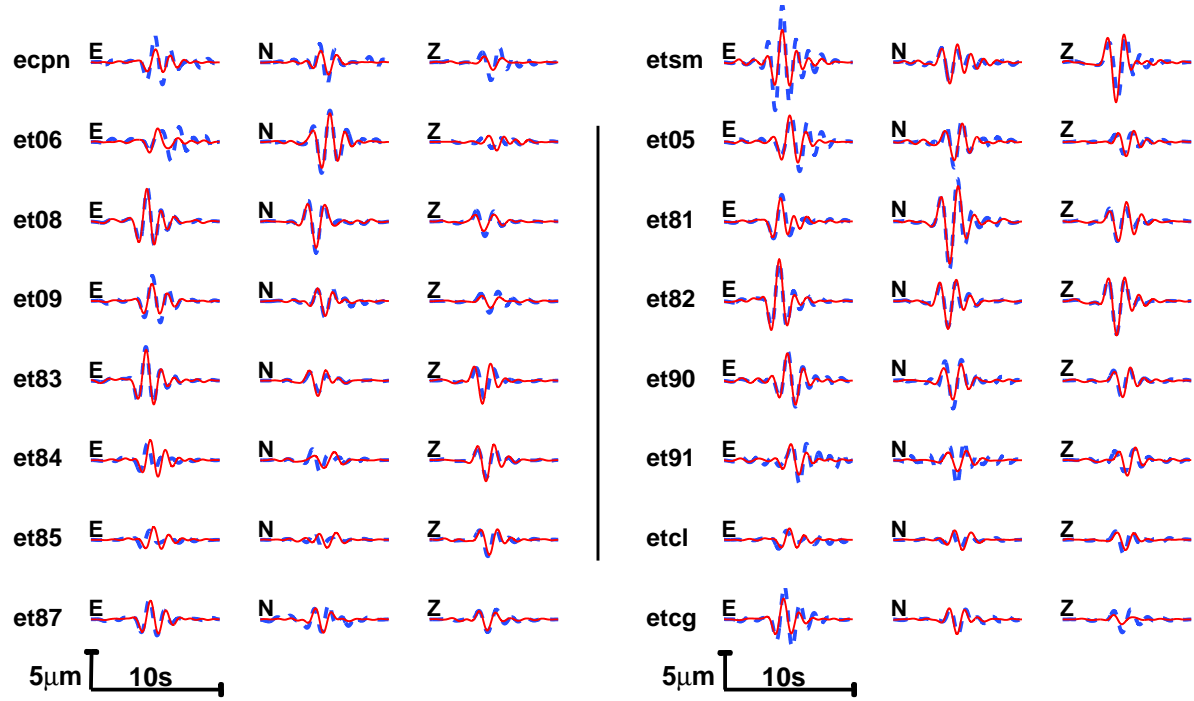 ecpn E N Z
et06 E N Z
et08 E N Z
et09 E N Z
et83 E N Z
et84 E N Z
et85 E N Z
et87 E N Z
5μm 10s
etsm E N Z
et05 E N Z
et81 E N Z
et82 E N Z
et90 E N Z
et91 E N Z
etcl E N Z
etcg E N Z
5μm 10s